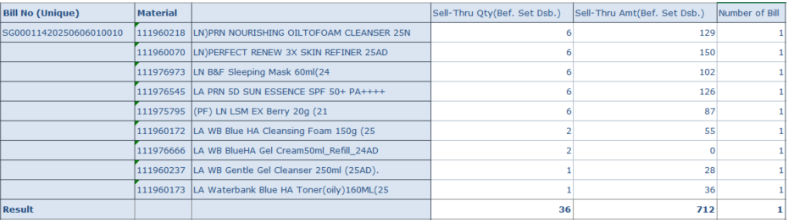 Bill No (Unique) Material Sell-Thru Qty(Bef. Set Dsb.) Sell-Thru Amt(Bef. Set Dsb.) Number of Bill
SG00011420250606010010 111960218 LN)PRN NOURISHING OILTOFOAM CLEANSER 25N 6 129 1
111960070 LN)PERFECT RENEW 3X SKIN REFINER 25AD 6 150 1
111976973 LN B&F Sleeping Mask 60ml(24 6 102 1
111976545 LA PRN 5D SUN ESSENCE SPF 50+ PA++++ 6 126 1
111975795 (PF) LN LSM EX Berry 20g (21 6 87 1
111960172 LA WB Blue HA Cleansing Foam 150g (25 2 55 1
111976666 LA WB BlueHA Gel Cream50ml_Refill_24AD 2 0 1
111960237 LA WB Gentle Gel Cleanser 250ml (25AD). 1 28 1
111960173 LA Waterbank Blue HA Toner(oily)160ML(25 1 36 1
Result 36 712 1